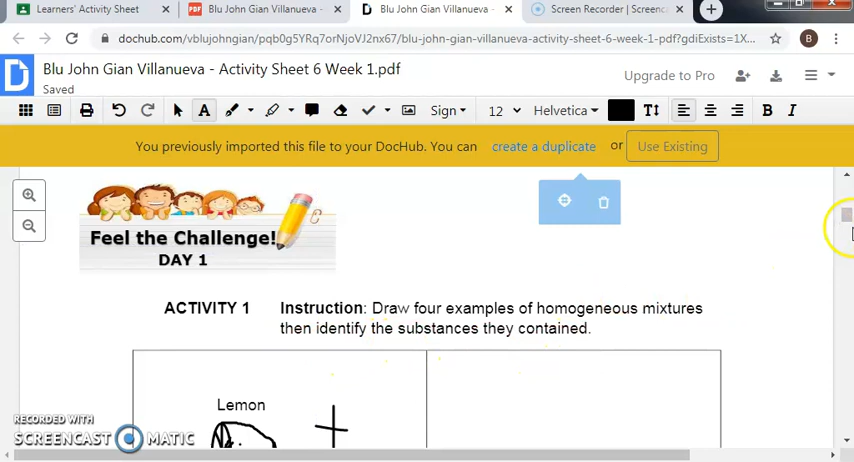 Learners' Activity Sheet
Blu John Gian Villanueva -
Blu John Gian Villanueva -
Screen Recorder | Screenc
dochub.com/vblujohngian/pqb0g5YRq7orNjoVJ2nx67/blu-john-gian-villanueva-activity-sheet-6-week-1-pdf?gdiExists=1X...
B
Blu John Gian Villanueva - Activity Sheet 6 Week 1.pdf
Saved
Upgrade to Pro
A
Sign
12
Helvetica
B
I
You previously imported this file to your DocHub. You can create a duplicate or Use Existing
Feel the Challenge!
DAY 1
ACTIVITY 1 Instruction: Draw four examples of homogeneous mixtures
then identify the substances they contained.
Lemon
RECORDED WITH
SCREENCAST MATIC